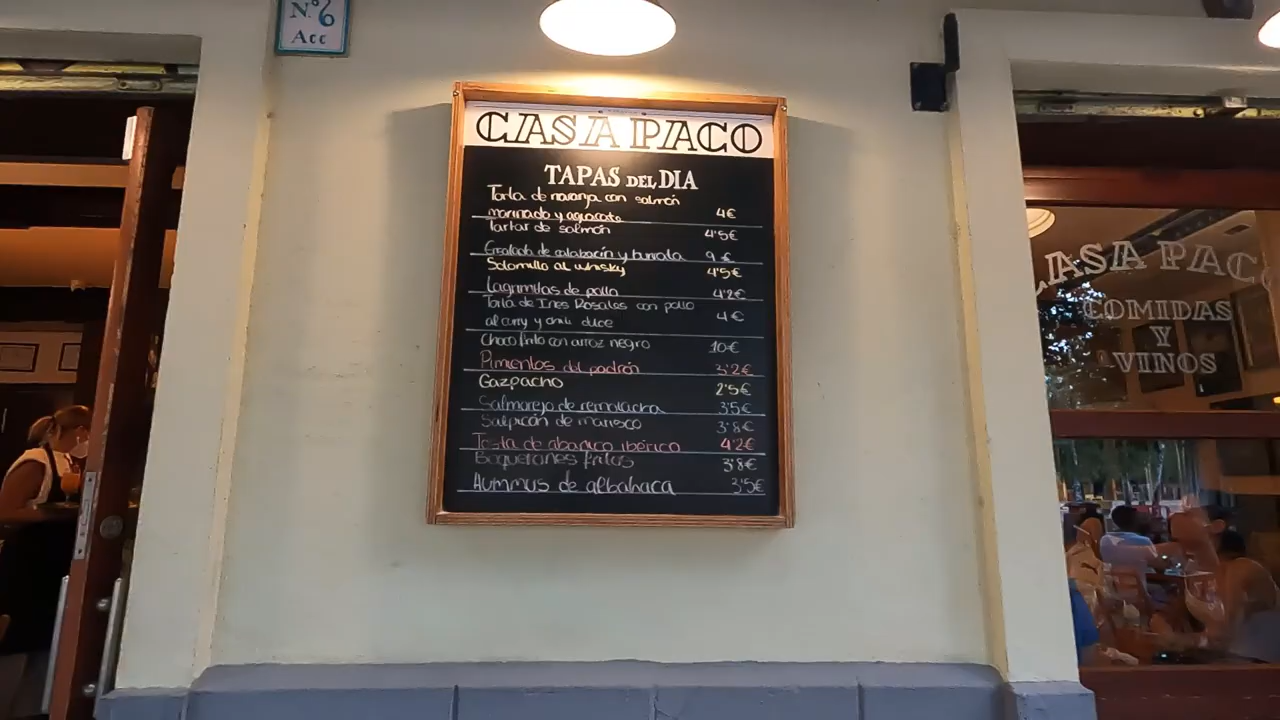 Nº6
Acc
CASA PACO
TAPAS DEL DIA
Torta de naranja con salmón
marinado y aguacate 4€
Tartar de salmón 4'5€
Ensalada de calabacín y burrata 9€
Solomillo al whisky 4'5€
Lagrimitas de pollo 4'2€
Torta de Ines Rosales con pollo
al curry y chili dulce 4€
Choco frito con arroz negro 10€
Pimientos del padrón 3'2€
Gazpacho 2'5€
Salmorejo de remolacha 3'5€
Salpicón de marisco 3'8€
Tosta de abanico ibérico 4'2€
Boquerones fritos 3'8€
Hummus de albahaca 3'5€
CASA PACO
COMIDAS
Y
VINOS